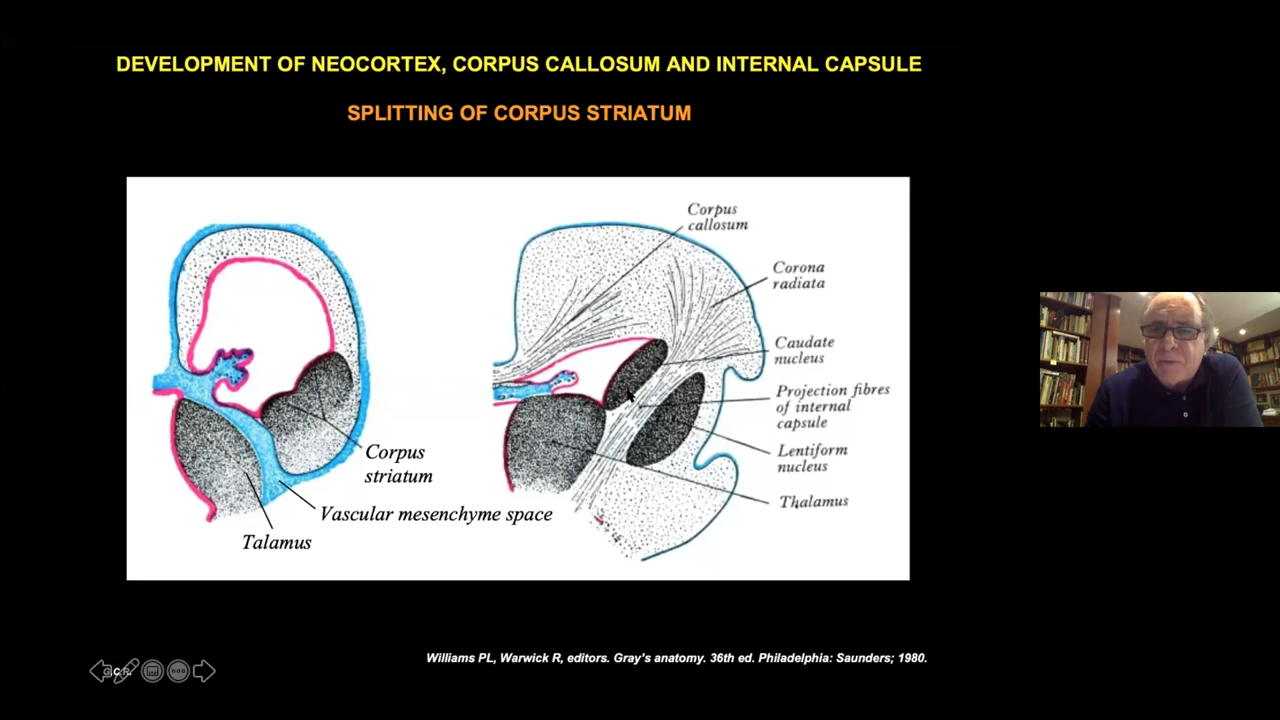 DEVELOPMENT OF NEOCORTEX, CORPUS CALLOSUM AND INTERNAL CAPSULE
SPLITTING OF CORPUS STRIATUM
Corpus
striatum
Vascular mesenchyme space
Talamus
Corpus
callosum
Corona
radiata
Caudate
nucleus
Projection fibres
of internal
capsule
Lentiform
nucleus
Thalamus
Williams PL, Warwick R, editors. Gray's anatomy. 36th ed. Philadelphia: Saunders; 1980.